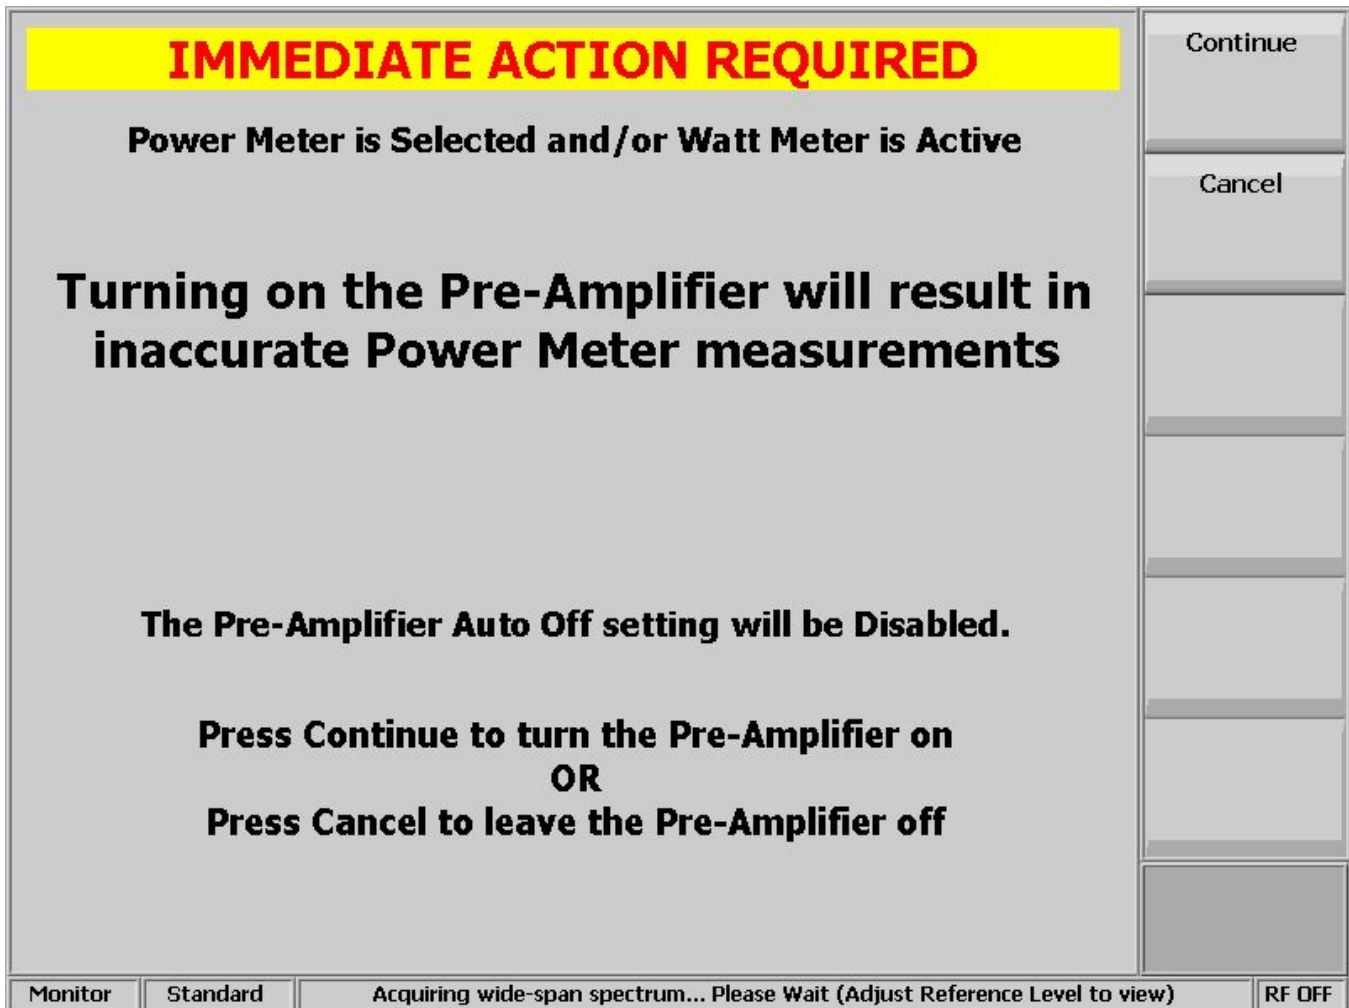 IMMEDIATE ACTION REQUIRED
Power Meter is Selected and/or Watt Meter is Active
Turning on the Pre-Amplifier will result in
inaccurate Power Meter measurements
The Pre-Amplifier Auto Off setting will be Disabled.
Press Continue to turn the Pre-Amplifier on
OR
Press Cancel to leave the Pre-Amplifier off
Continue
Cancel
Monitor
Standard
Acquiring wide-span spectrum... Please Wait (Adjust Reference Level to view)
RF OFF